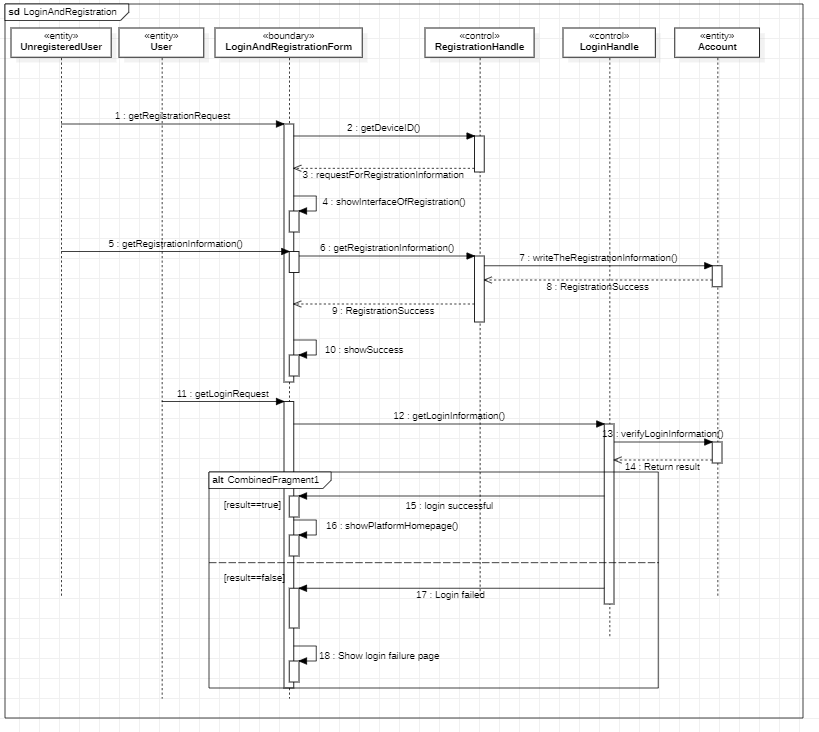 sd LoginAndRegistration
«entity»
UnregisteredUser
«entity»
User
«boundary»
LoginAndRegistrationForm
«control»
RegistrationHandle
«control»
LoginHandle
«entity»
Account
1 : getRegistrationRequest
2 : getDeviceID()
3 : requestForRegistrationInformation
4 : showInterfaceOfRegistration()
5 : getRegistrationInformation()
6 : getRegistrationInformation()
7 : writeTheRegistrationInformation()
8 : RegistrationSuccess
9 : RegistrationSuccess
10 : showSuccess
11 : getLoginRequest
12 : getLoginInformation()
13 : verifyLoginInformation()
14 : Return result
alt CombinedFragment1
[result==true]
15 : login successful
16 : showPlatformHomepage()
[result==false]
17 : Login failed
18 : Show login failure page